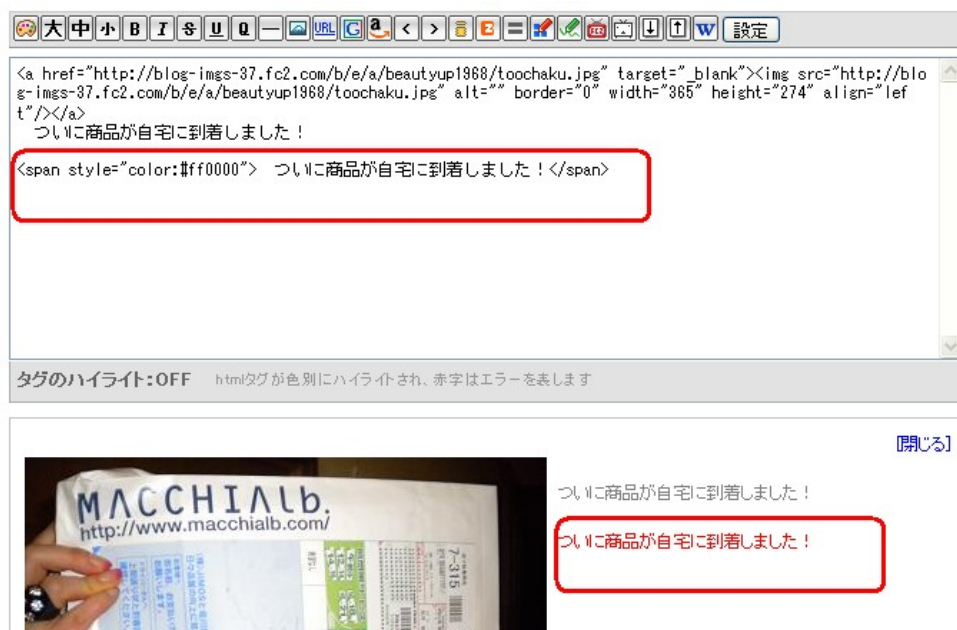 大 中 小 B I S U Q URL G a E W 設定
<a href="http://blog-imgs-37.fc2.com/b/e/a/beautyup1968/toochaku.jpg" target="_blank"><img src="http://blo
g-imgs-37.fc2.com/b/e/a/beautyup1968/toochaku.jpg" alt="" border="0" width="365" height="274" align="lef
t"/></a>
ついに商品が自宅に到着しました！
<span style="color:#ff0000">　ついに商品が自宅に到着しました！</span>
タグのハイライト:OFF htmlタグが色別にハイライトされ、赤字はエラーを表します
[閉じる]
MACCHIALb.
http://www.macchialb.com/
7-315
ついに商品が自宅に到着しました！
ついに商品が自宅に到着しました！